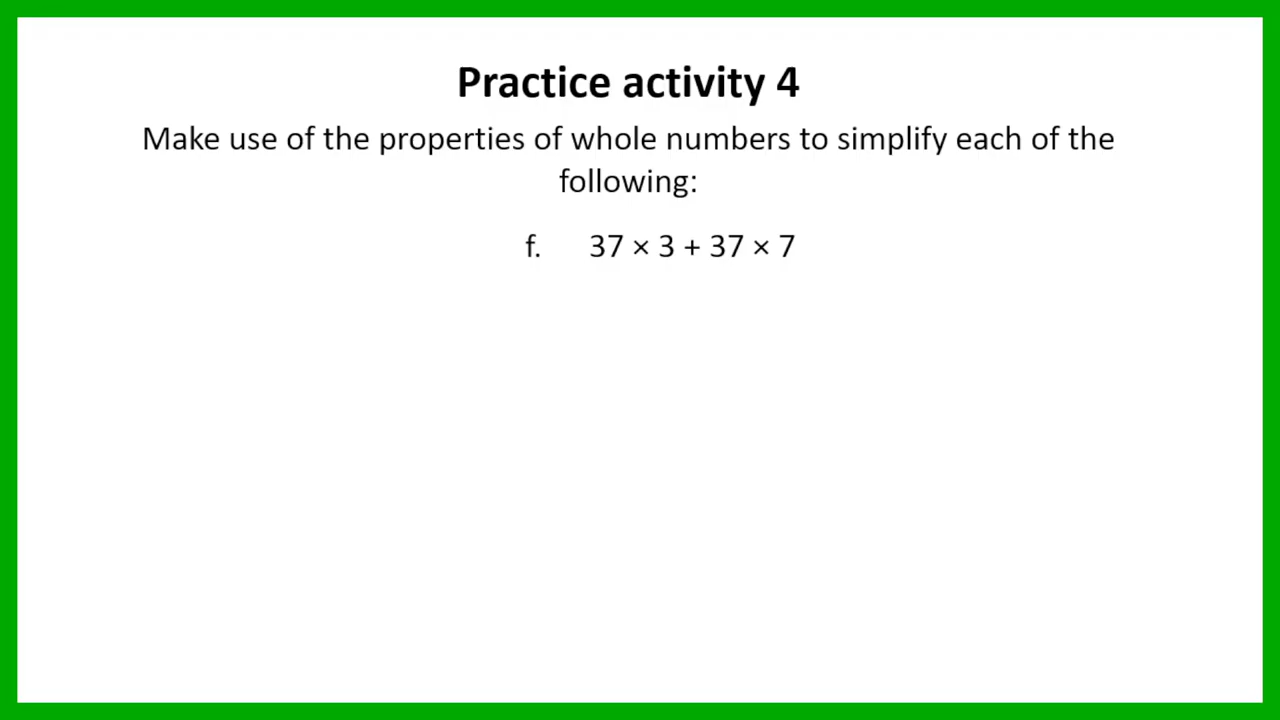 Practice activity 4
Make use of the properties of whole numbers to simplify each of the
following:
f. 37 × 3 + 37 × 7